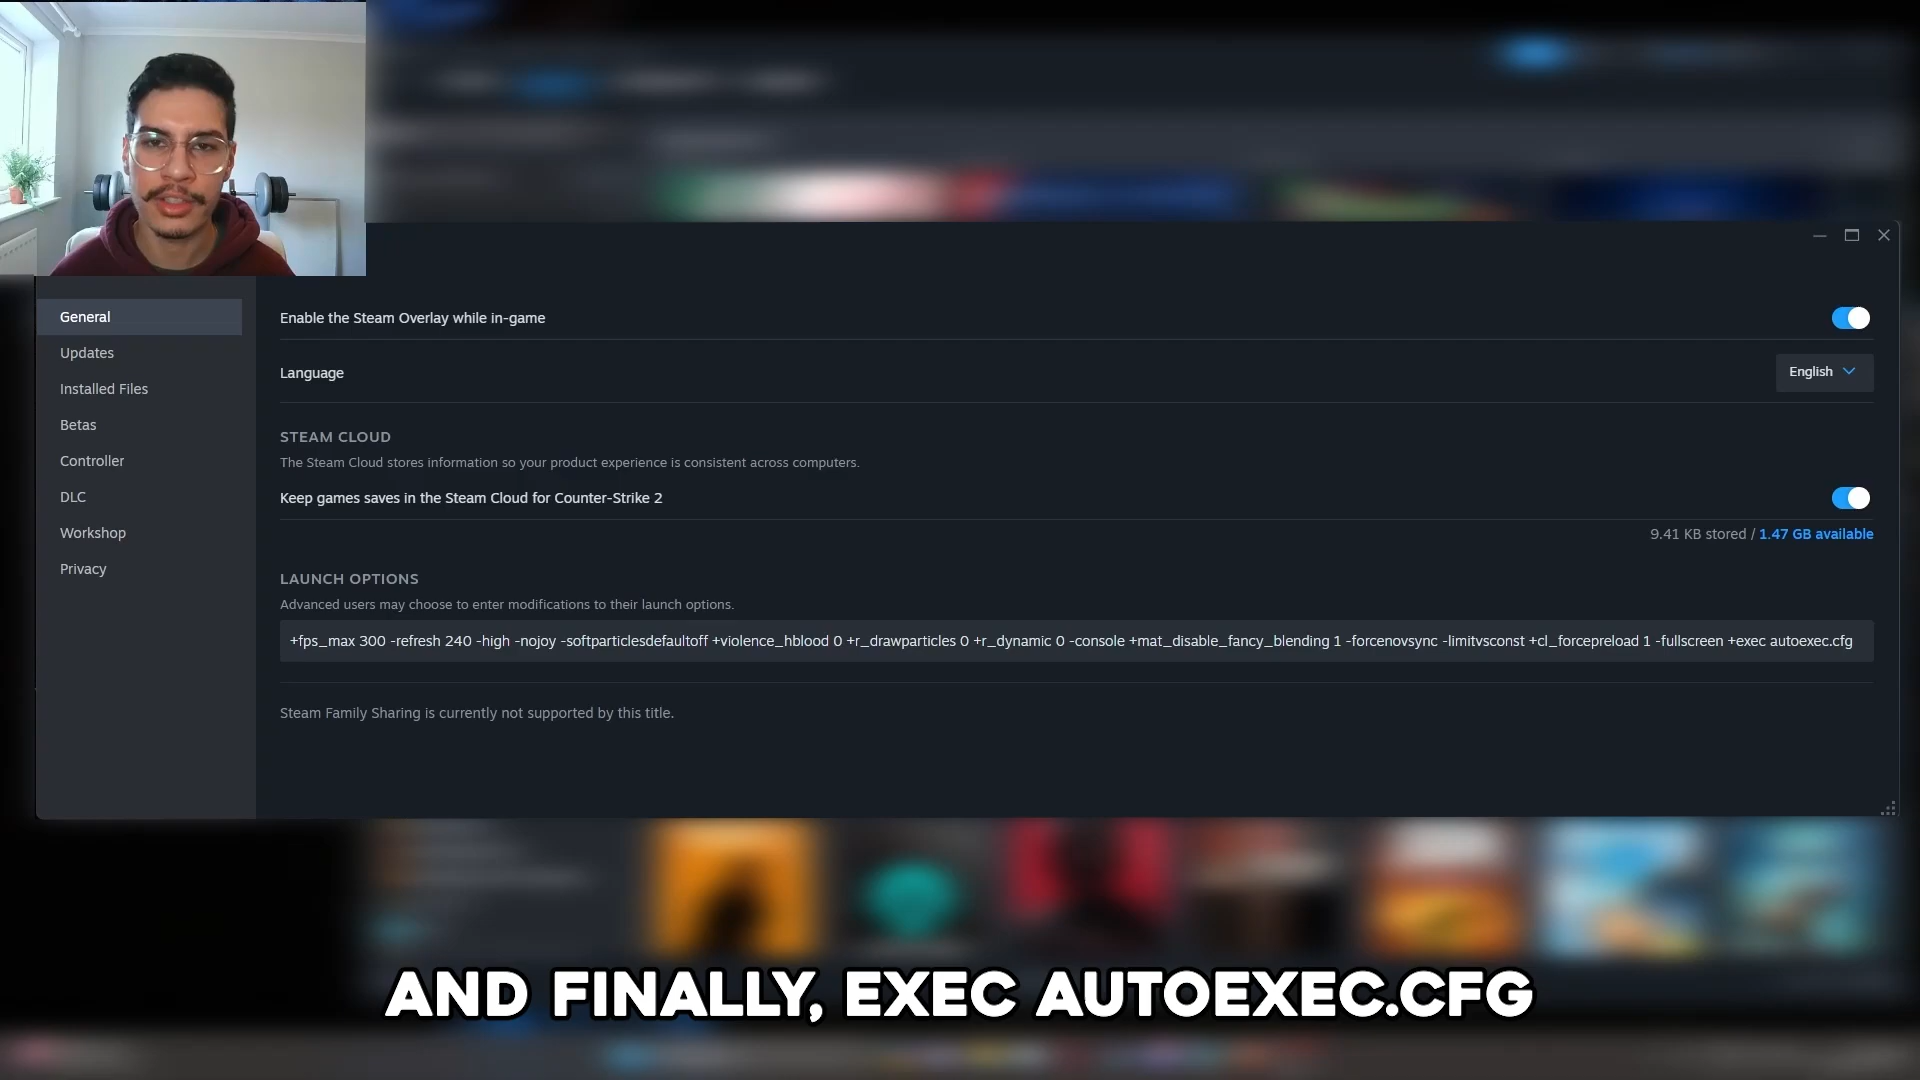 General
Updates
Installed Files
Betas
Controller
DLC
Workshop
Privacy
Enable the Steam Overlay while in-game
Language
English
STEAM CLOUD
The Steam Cloud stores information so your product experience is consistent across computers.
Keep games saves in the Steam Cloud for Counter-Strike 2
9.41 KB stored / 1.47 GB available
LAUNCH OPTIONS
Advanced users may choose to enter modifications to their launch options.
+fps_max 300 -refresh 240 -high -nojoy -softparticlesdefaultoff +violence_hblood 0 +r_drawparticles 0 +r_dynamic 0 -console +mat_disable_fancy_blending 1 -forcenovsync -limitvsconst +cl_forcepreload 1 -fullscreen +exec autoexec.cfg
Steam Family Sharing is currently not supported by this title.
AND FINALLY, EXEC AUTOEXEC.CFG